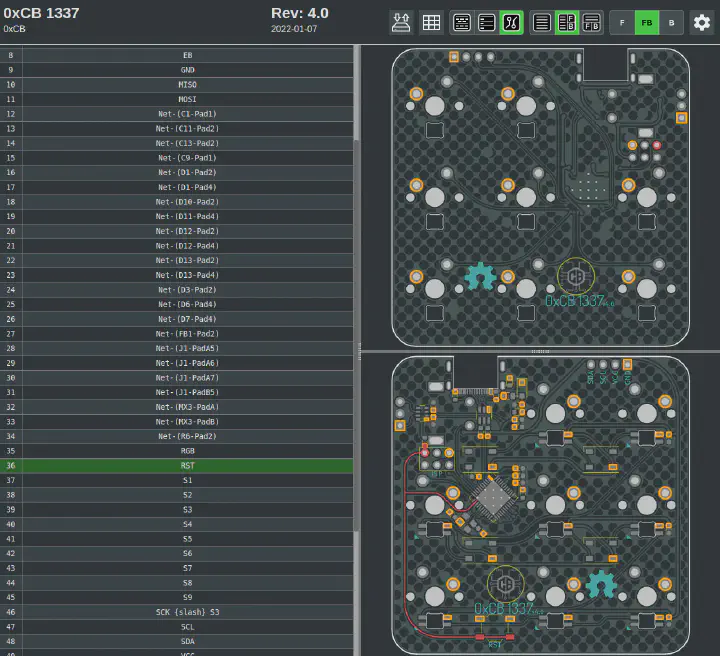 0xCB 1337
0xCB
Rev: 4.0
2022-01-07
F FB B
8 EB
9 GND
10 MISO
11 MOSI
12 Net-(C1-Pad1)
13 Net-(C11-Pad2)
14 Net-(C13-Pad2)
15 Net-(C9-Pad1)
16 Net-(D1-Pad2)
17 Net-(D1-Pad4)
18 Net-(D10-Pad2)
19 Net-(D11-Pad4)
20 Net-(D12-Pad2)
21 Net-(D12-Pad4)
22 Net-(D13-Pad2)
23 Net-(D13-Pad4)
24 Net-(D3-Pad2)
25 Net-(D6-Pad4)
26 Net-(D7-Pad4)
27 Net-(FB1-Pad2)
28 Net-(J1-PadA5)
29 Net-(J1-PadA6)
30 Net-(J1-PadA7)
31 Net-(J1-PadB5)
32 Net-(MX3-PadA)
33 Net-(MX3-PadB)
34 Net-(R6-Pad2)
35 RGB
36 RST
37 S1
38 S2
39 S3
40 S4
41 S5
42 S6
43 S7
44 S8
45 S9
46 SCK {slash} S3
47 SCL
48 SDA
49 VCC
CB
0xCB 1337
SDA
SCL
VCC
GND
CB
0xCB 1337
RST